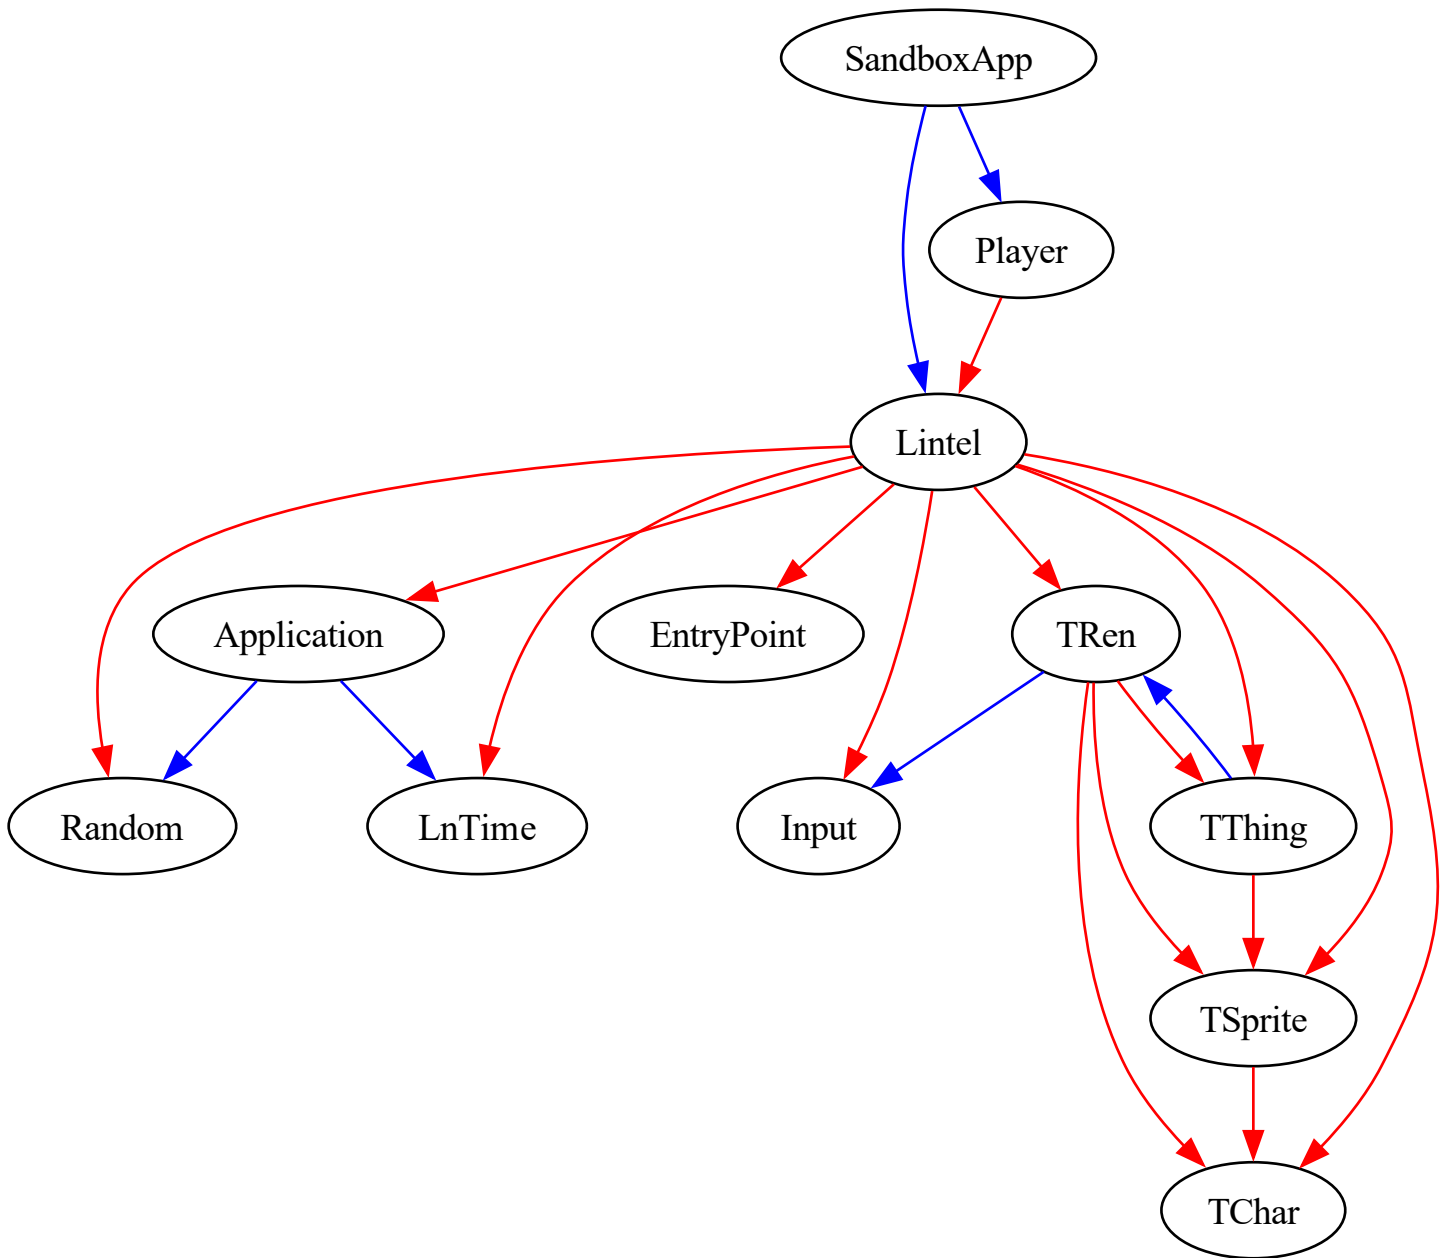 SandboxApp
Player
Lintel
Application
EntryPoint
TRen
Random
LnTime
Input
TThing
TSprite
TChar